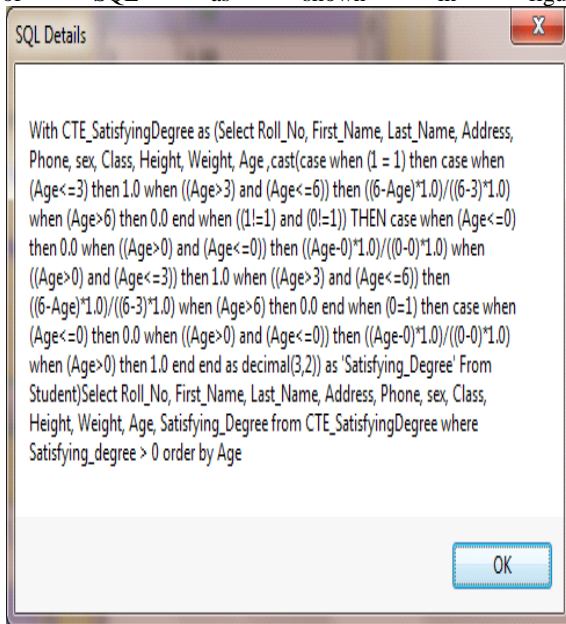 SQL as shown in
SQL Details
X
With CTE_SatisfyingDegree as (Select Roll_No, First_Name, Last_Name, Address,
Phone, sex, Class, Height, Weight, Age ,cast(case when (1 = 1) then case when
(Age<=3) then 1.0 when ((Age>3) and (Age<=6)) then ((6-Age)*1.0)/((6-3)*1.0)
when (Age>6) then 0.0 end when ((1!=1) and (0!=1)) THEN case when (Age<=0)
then 0.0 when ((Age>0) and (Age<=0)) then ((Age-0)*1.0)/((0-0)*1.0) when
((Age>0) and (Age<=3)) then 1.0 when ((Age>3) and (Age<=6)) then
((6-Age)*1.0)/((6-3)*1.0) when (Age>6) then 0.0 end when (0=1) then case when
(Age<=0) then 0.0 when ((Age>0) and (Age<=0)) then ((Age-0)*1.0)/((0-0)*1.0)
when (Age>0) then 1.0 end end as decimal(3,2)) as 'Satisfying_Degree' From
Student)Select Roll_No, First_Name, Last_Name, Address, Phone, sex, Class,
Height, Weight, Age, Satisfying_Degree from CTE_SatisfyingDegree where
Satisfying_degree > 0 order by Age
OK